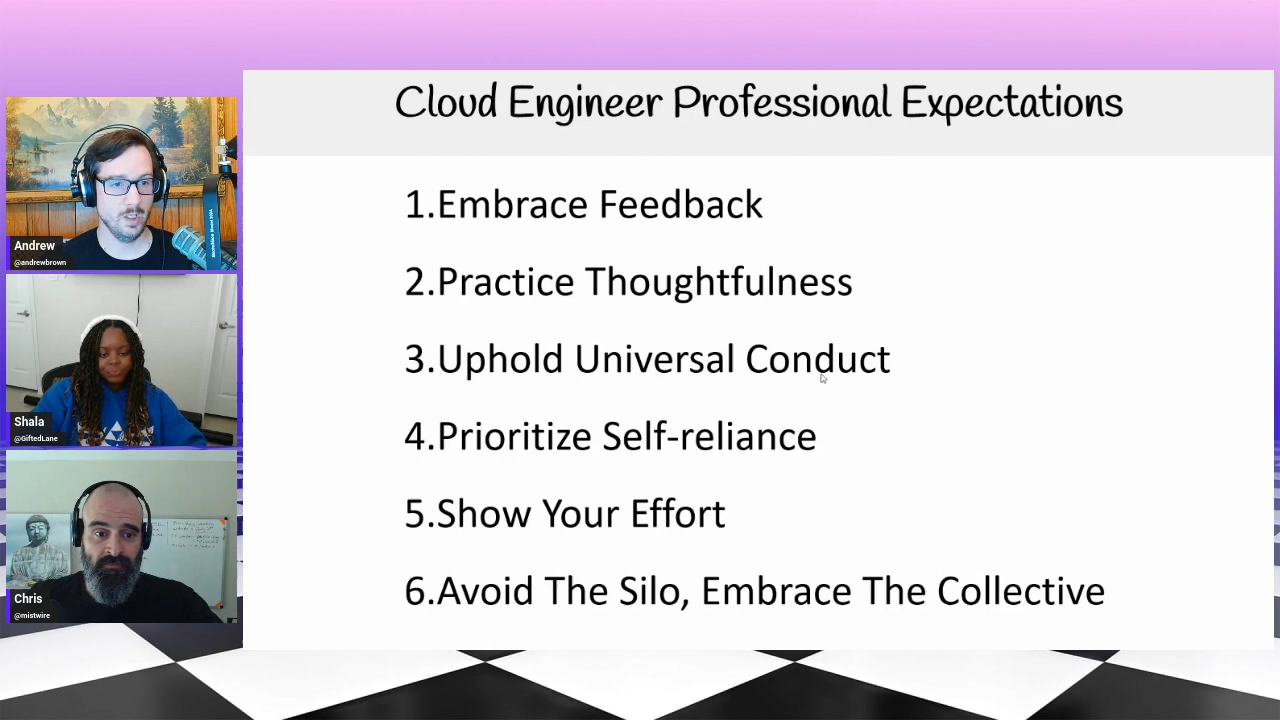 Cloud Engineer Professional Expectations
1.Embrace Feedback
2.Practice Thoughtfulness
3.Uphold Universal Conduct
4.Prioritize Self-reliance
5.Show Your Effort
6.Avoid The Silo, Embrace The Collective
Andrew
@andrewbrown
Shala
@GiftedLane
Chris
@mistwire